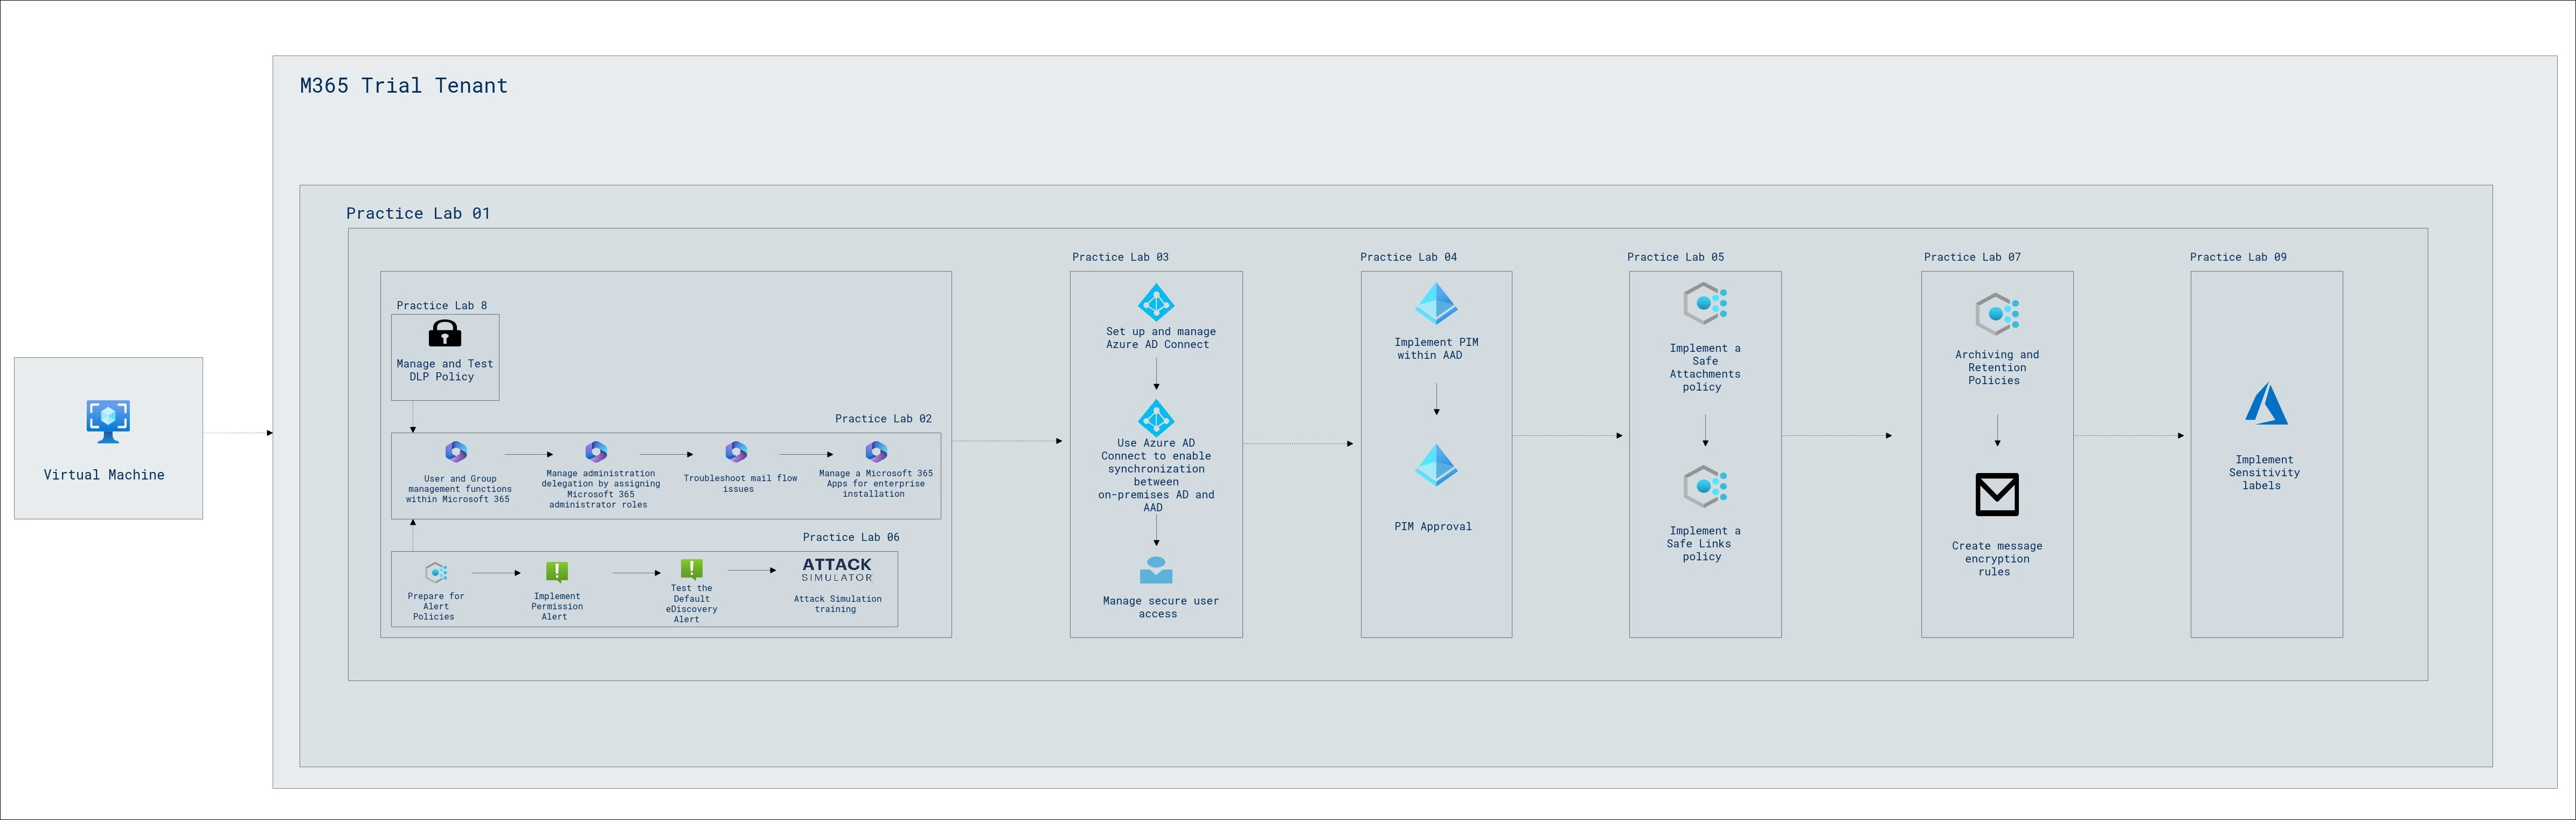 M365 Trial Tenant
Practice Lab 01
Virtual Machine
Practice Lab 8
Manage and Test
DLP Policy
Practice Lab 02
User and Group
management functions
within Microsoft 365
Manage administration
delegation by assigning
Microsoft 365
administrator roles
Troubleshoot mail flow
issues
Manage a Microsoft 365
Apps for enterprise
installation
Practice Lab 06
Prepare for
Alert
Policies
Implement
Permission
Alert
Test the
Default
eDiscovery
Alert
ATTACK
SIMULATOR
Attack Simulation
training
Practice Lab 03
Set up and manage
Azure AD Connect
Use Azure AD
Connect to enable
synchronization
between
on-premises AD and
AAD
Manage secure user
access
Practice Lab 04
Implement PIM
within AAD
PIM Approval
Practice Lab 05
Implement a
Safe
Attachments
policy
Implement a
Safe Links
policy
Practice Lab 07
Archiving and
Retention
Policies
Create message
encryption
rules
Practice Lab 09
Implement
Sensitivity
labels